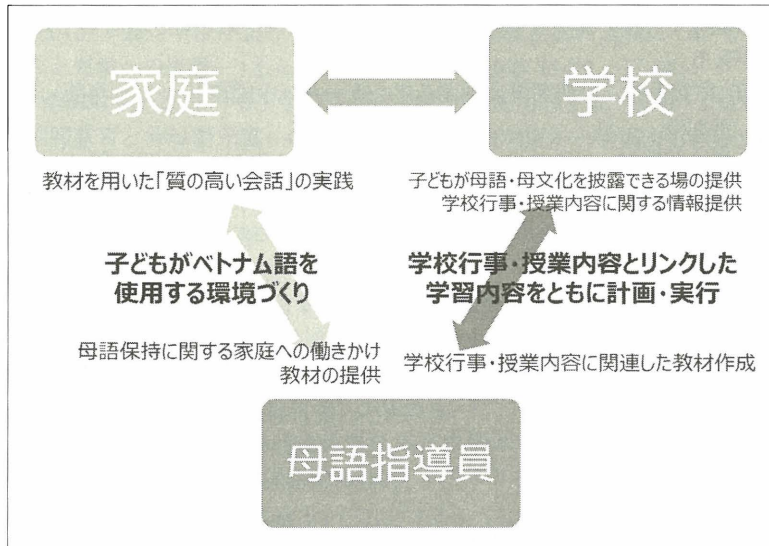 家庭
学校
教材を用いた「質の高い会話」の実践
子どもが母語・母文化を披露できる場の提供
学校行事・授業内容に関する情報提供
子どもがベトナム語を
使用する環境づくり
学校行事・授業内容とリンクした
学習内容をともに計画・実行
母語保持に関する家庭への働きかけ
教材の提供
学校行事・授業内容に関連した教材作成
母語指導員